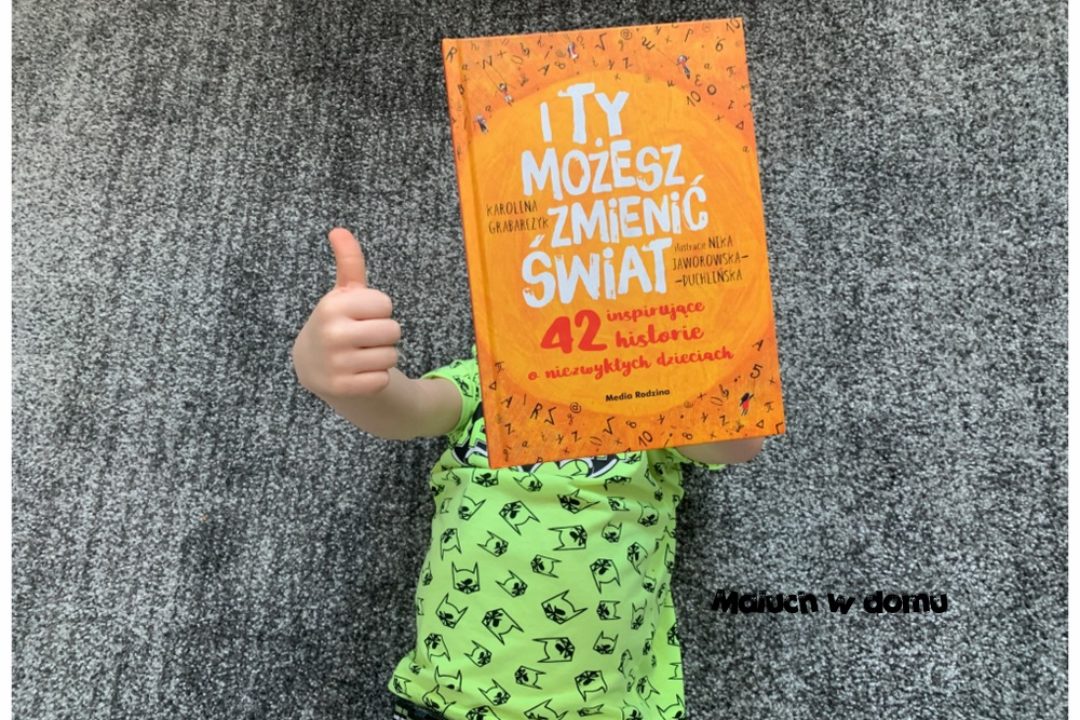 I TY
MOŻESZ
ZMIENIĆ
ŚWIAT
KAROLINA
GRABARCZYK
ilustracje NIKA
JAWOROWSKA-
-DUCHLIŃSKA
42 inspirujące
historie
o niezwykłych dzieciach
Media Rodzina
Maluch w domu